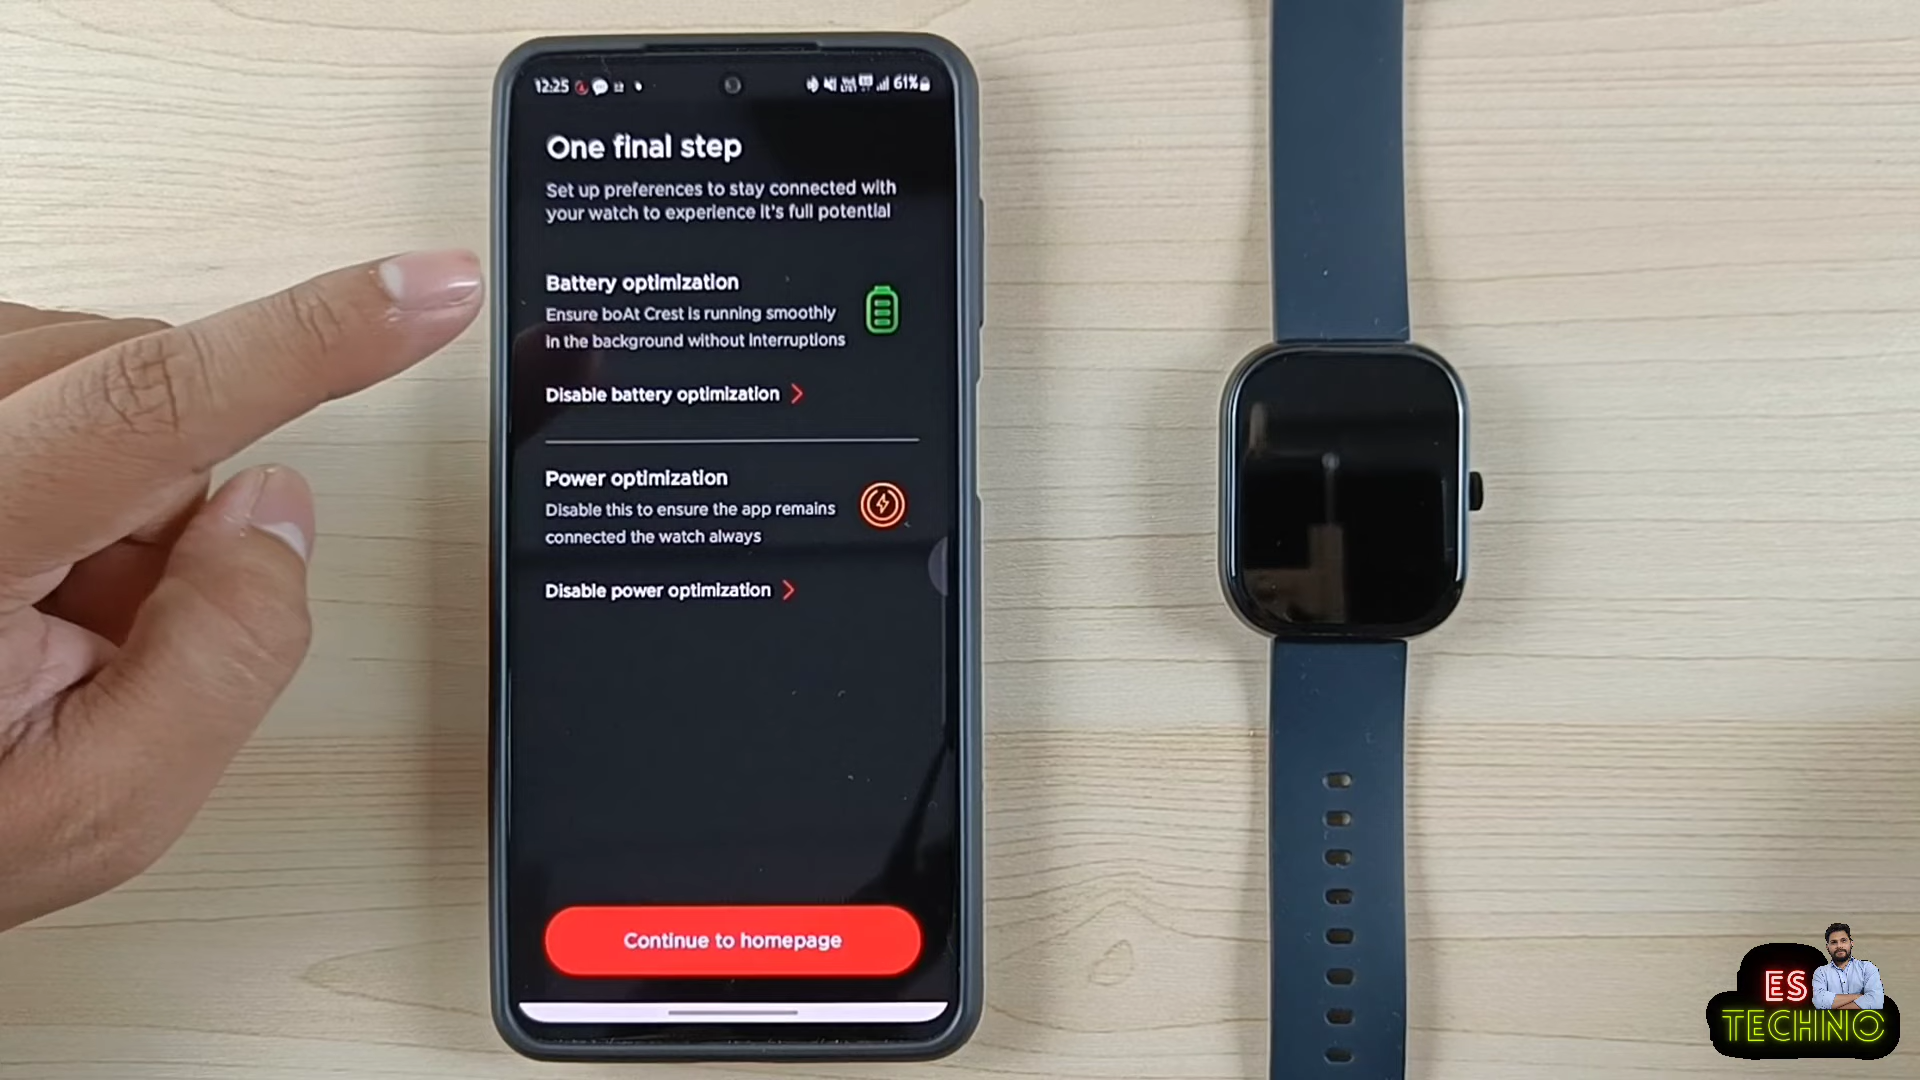 12:25
61%
One final step
Set up preferences to stay connected with
your watch to experience it's full potential
Battery optimization
Ensure boAt Crest is running smoothly
in the background without interruptions
Disable battery optimization
Power optimization
Disable this to ensure the app remains
connected the watch always
Disable power optimization
Continue to homepage
ES
TECHNO